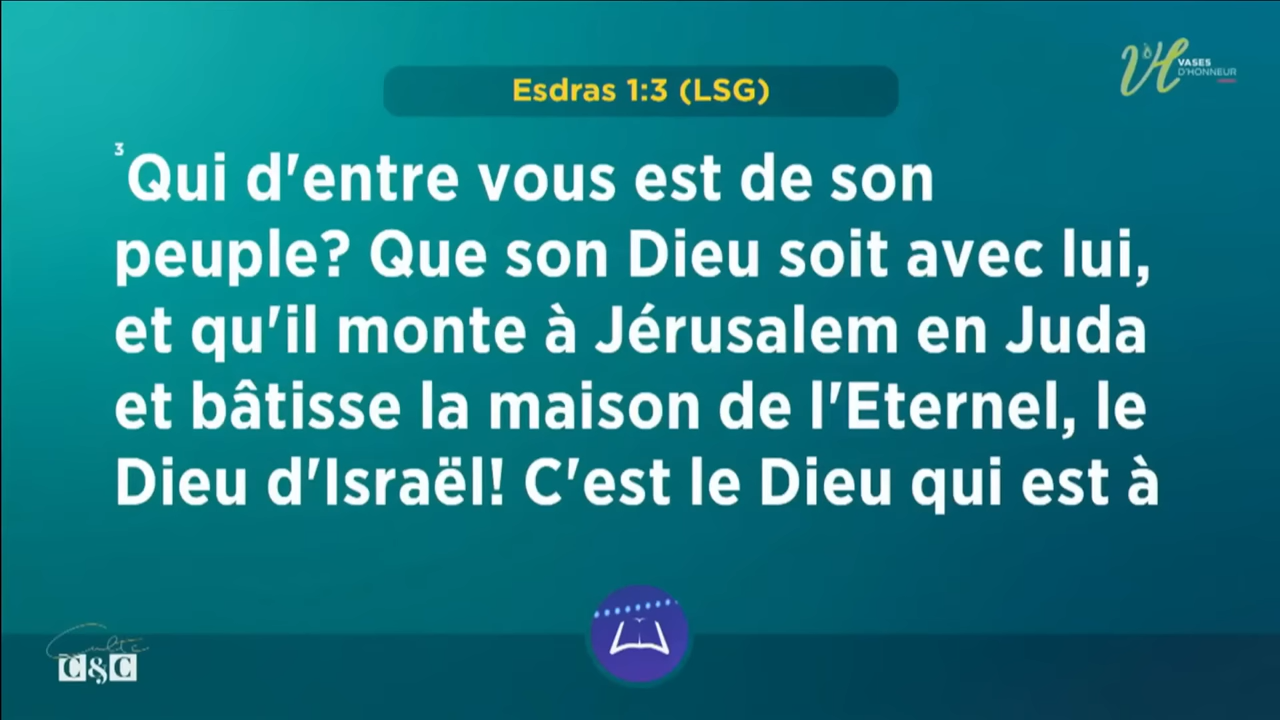 Esdras 1:3 (LSG)
VH VASES
D'HONNEUR
3 Qui d'entre vous est de son
peuple? Que son Dieu soit avec lui,
et qu'il monte à Jérusalem en Juda
et bâtisse la maison de l'Eternel, le
Dieu d'Israël! C'est le Dieu qui est à
Culte
C&C